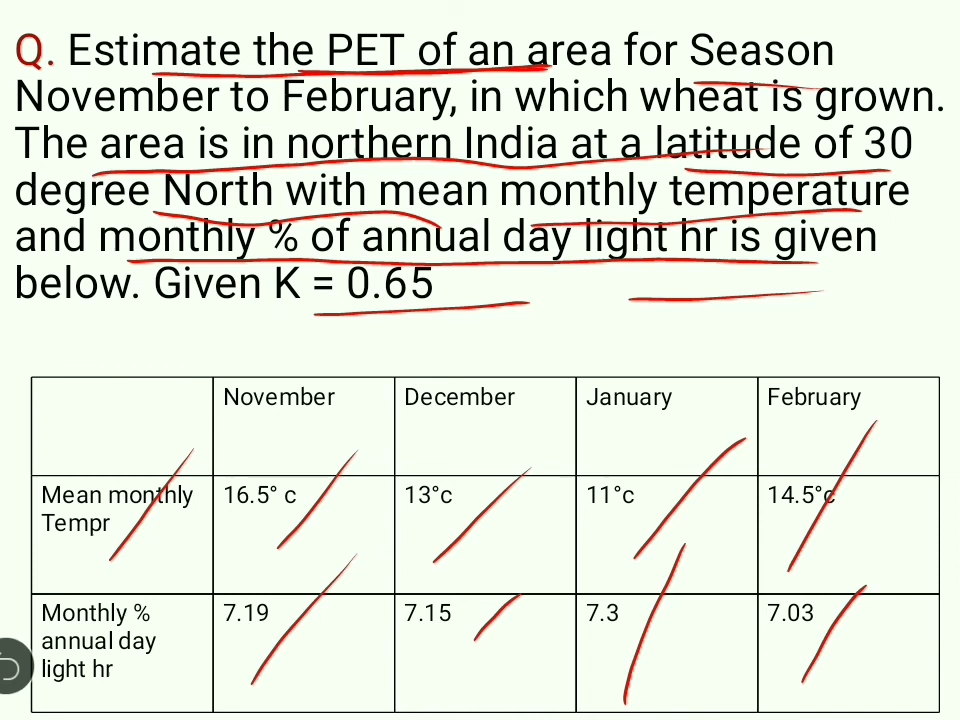 Q. Estimate the PET of an area for Season
November to February, in which wheat is grown.
The area is in northern India at a latitude of 30
degree North with mean monthly temperature
and monthly % of annual day light hr is given
below. Given K = 0.65
November December January February
Mean monthly 16.5° c 13°c 11°c 14.5°c
Tempr
Monthly % 7.19 7.15 7.3 7.03
annual day
light hr